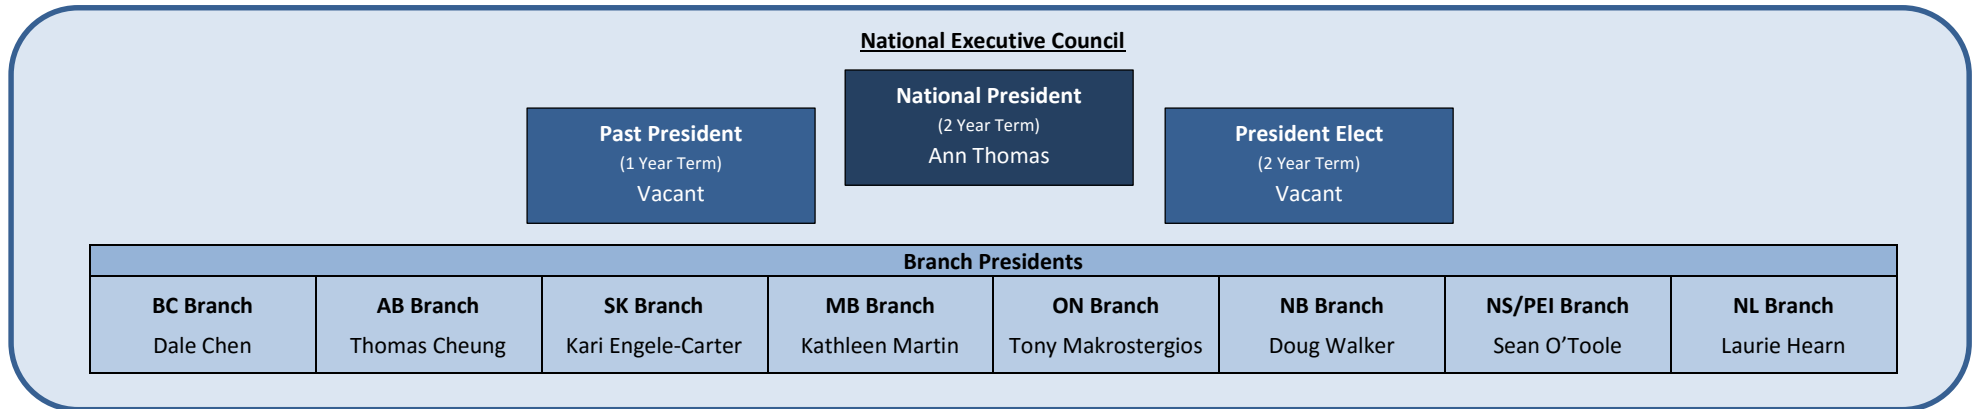 National Executive Council
National President
(2 Year Term)
Ann Thomas
Past President
(1 Year Term)
Vacant
President Elect
(2 Year Term)
Vacant
Branch Presidents
BC Branch
Dale Chen
AB Branch
Thomas Cheung
SK Branch
Kari Engele-Carter
MB Branch
Kathleen Martin
ON Branch
Tony Makrostergios
NB Branch
Doug Walker
NS/PEI Branch
Sean O’Toole
NL Branch
Laurie Hearn